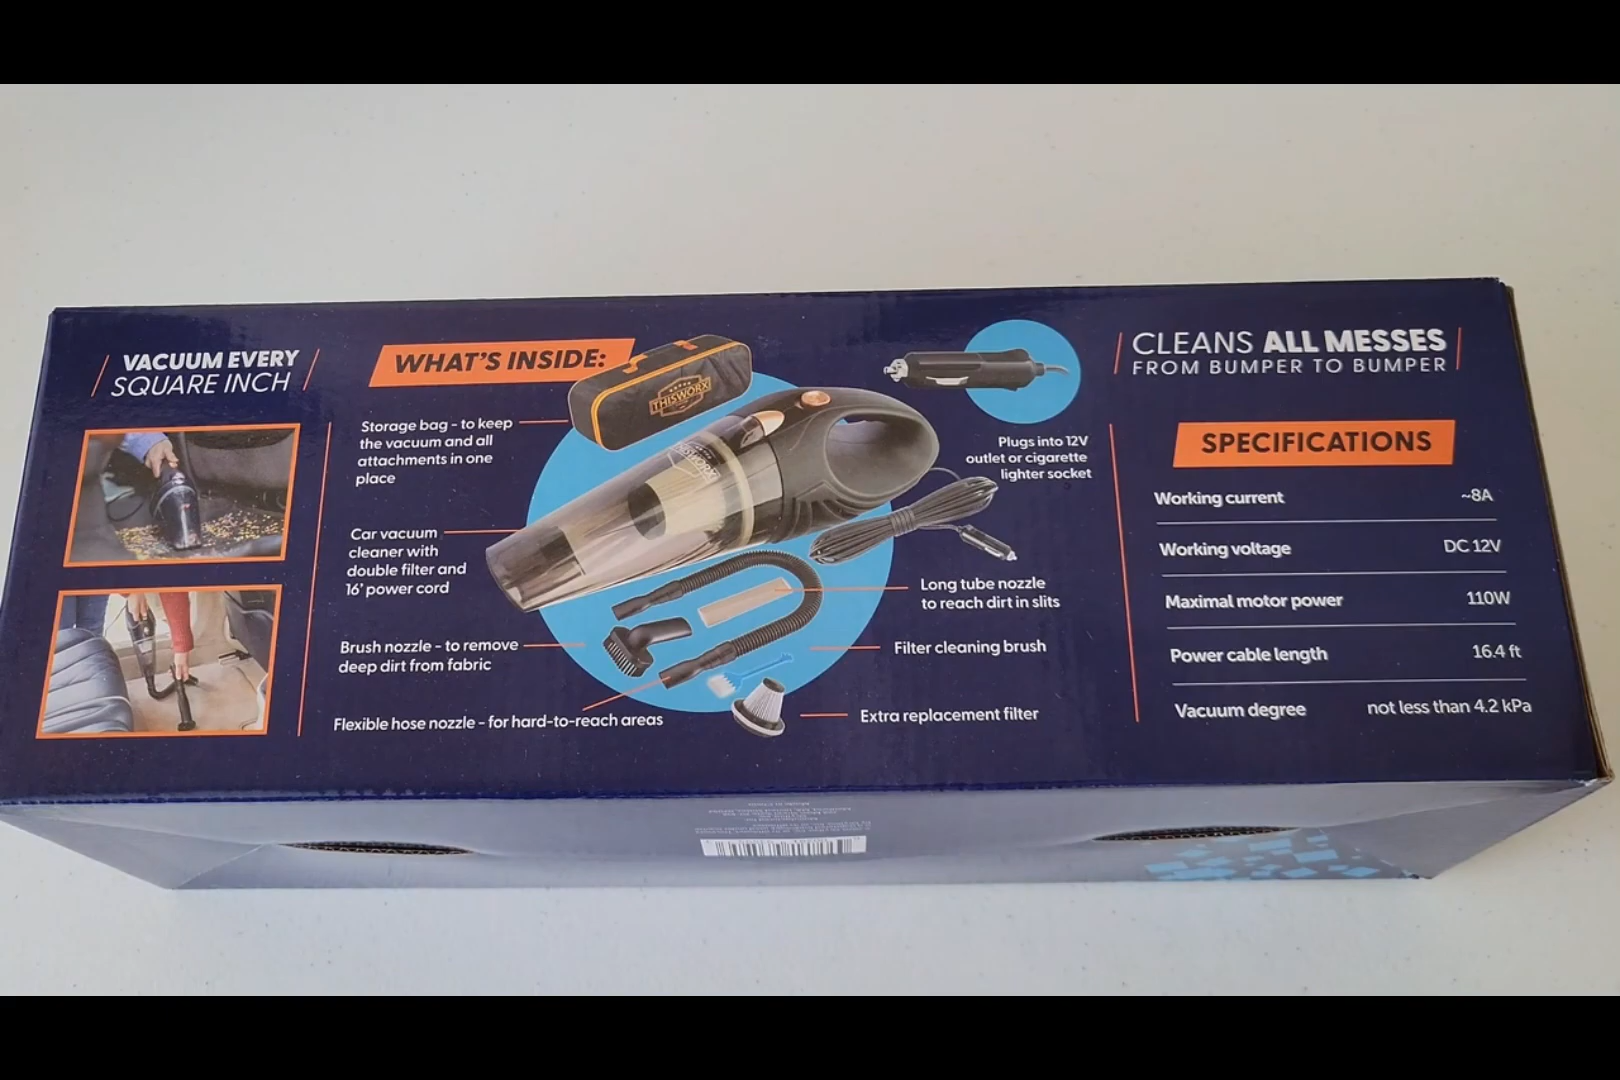 VACUUM EVERY
SQUARE INCH
WHAT'S INSIDE:
Storage bag - to keep
the vacuum and all
attachments in one
place
Car vacuum
cleaner with
double filter and
16' power cord
Brush nozzle - to remove
deep dirt from fabric
Flexible hose nozzle - for hard-to-reach areas
THISWORX
THISWORX
Plugs into 12V
outlet or cigarette
lighter socket
Long tube nozzle
to reach dirt in slits
Filter cleaning brush
Extra replacement filter
CLEANS ALL MESSES
FROM BUMPER TO BUMPER
SPECIFICATIONS
Working current ~8A
Working voltage DC 12V
Maximal motor power 110W
Power cable length 16.4 ft
Vacuum degree not less than 4.2 kPa